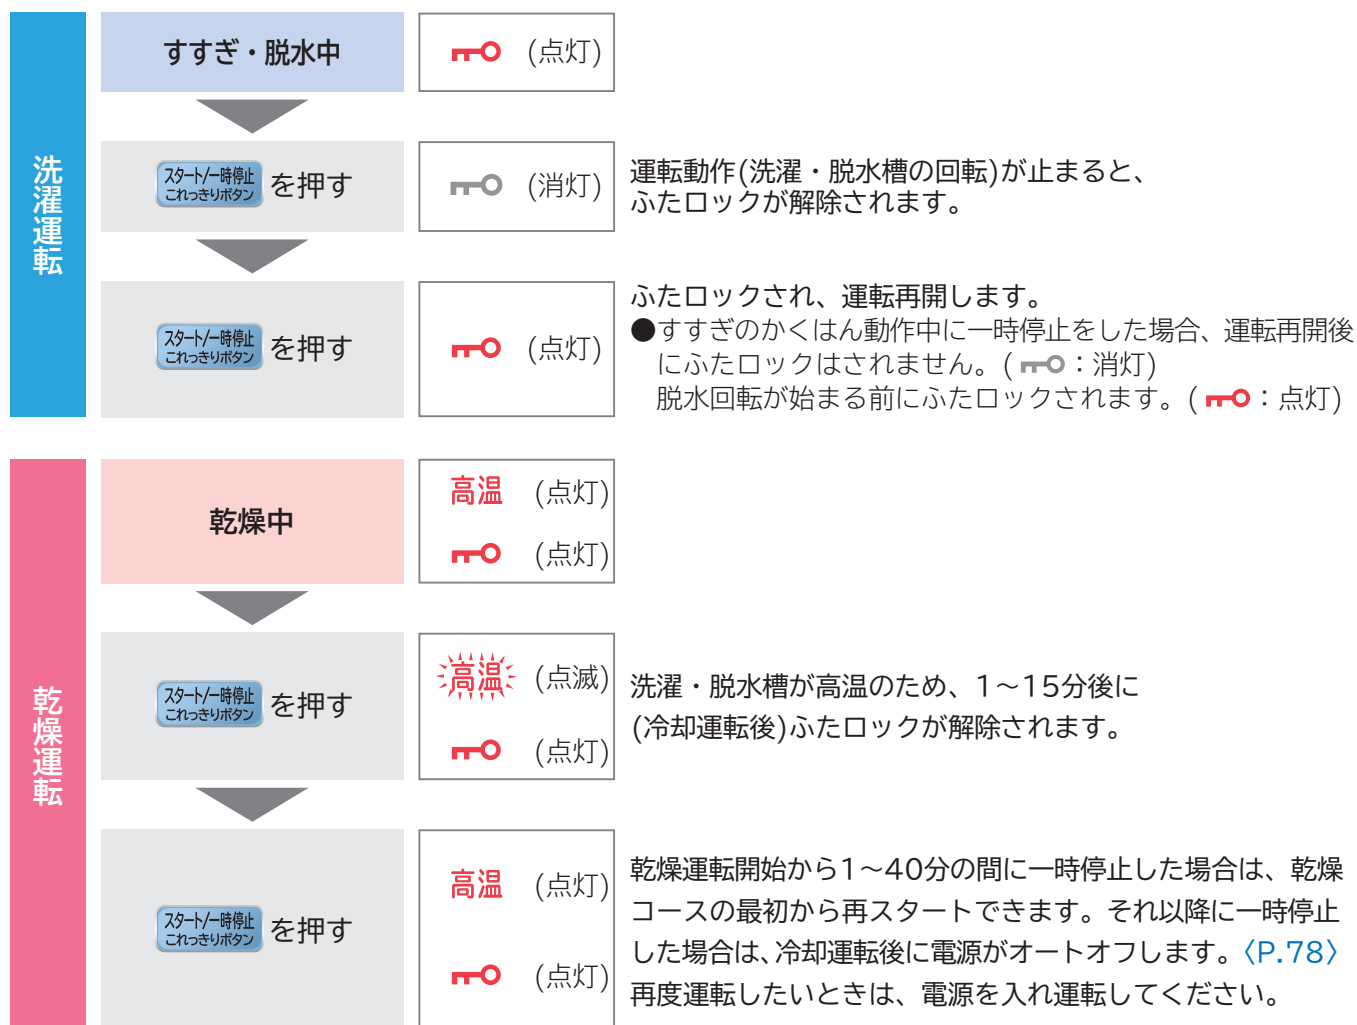 洗濯運転
すすぎ・脱水中
(点灯)
スタート/一時停止
これっきりボタン
を押す
(消灯)
運転動作(洗濯・脱水槽の回転)が止まると、
ふたロックが解除されます。
スタート/一時停止
これっきりボタン
を押す
(点灯)
ふたロックされ、運転再開します。
●すすぎのかくはん動作中に一時停止をした場合、運転再開後
にふたロックはされません。( :消灯)
脱水回転が始まる前にふたロックされます。( :点灯)
乾燥運転
乾燥中
高温 (点灯)
(点灯)
スタート/一時停止
これっきりボタン
を押す
高温 (点滅)
(点灯)
洗濯・脱水槽が高温のため、1~15分後に
(冷却運転後)ふたロックが解除されます。
スタート/一時停止
これっきりボタン
を押す
高温 (点灯)
(点灯)
乾燥運転開始から1~40分の間に一時停止した場合は、乾燥
コースの最初から再スタートできます。それ以降に一時停止
した場合は、冷却運転後に電源がオートオフします。〈P.78〉
再度運転したいときは、電源を入れ運転してください。